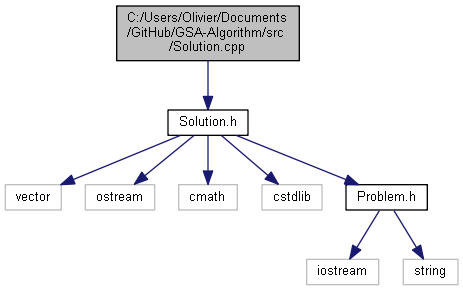 C:/Users/Olivier/Documents
/GitHub/GSA-Algorithm/src
/Solution.cpp
Solution.h
vector
ostream
cmath
cstdlib
Problem.h
iostream
string